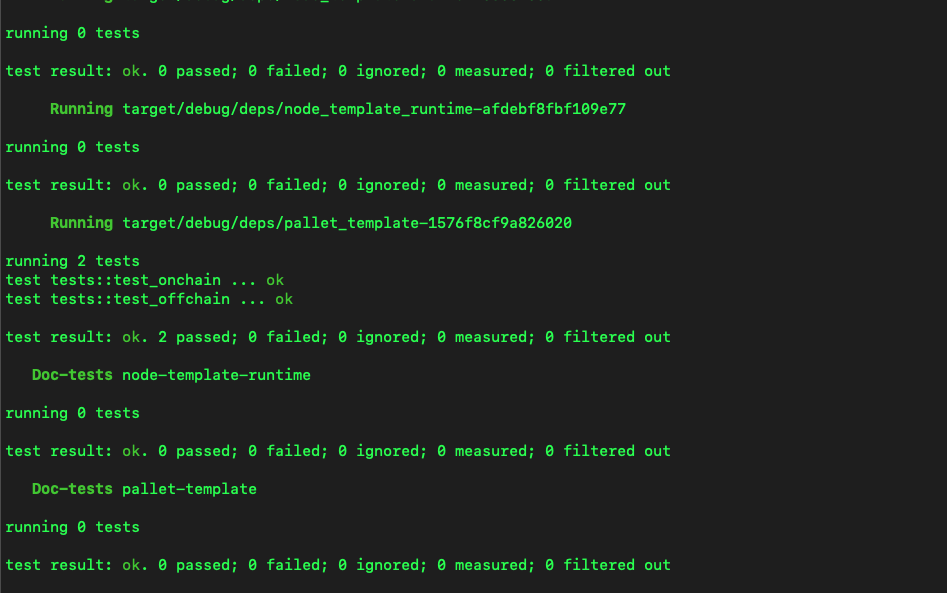 running 0 tests
test result: ok. 0 passed; 0 failed; 0 ignored; 0 measured; 0 filtered out
Running target/debug/deps/node_template_runtime-afdebf8fbf109e77
running 0 tests
test result: ok. 0 passed; 0 failed; 0 ignored; 0 measured; 0 filtered out
Running target/debug/deps/pallet_template-1576f8cf9a826020
running 2 tests
test tests::test_onchain ... ok
test tests::test_offchain ... ok
test result: ok. 2 passed; 0 failed; 0 ignored; 0 measured; 0 filtered out
Doc-tests node-template-runtime
running 0 tests
test result: ok. 0 passed; 0 failed; 0 ignored; 0 measured; 0 filtered out
Doc-tests pallet-template
running 0 tests
test result: ok. 0 passed; 0 failed; 0 ignored; 0 measured; 0 filtered out